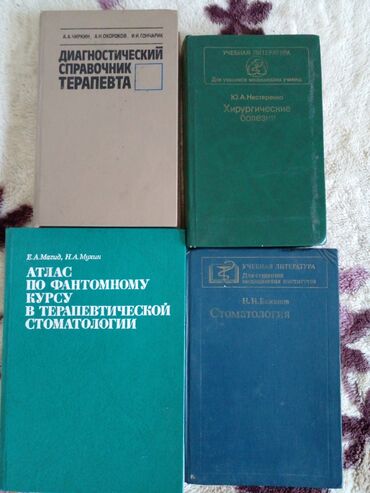 А.А.ЧИРКИН А.Н.ОКОРОКОВ И.И.ГОНЧАРИК
ДИАГНОСТИЧЕСКИЙ
СПРАВОЧНИК
ТЕРАПЕВТА
УЧЕБНАЯ ЛИТЕРАТУРА
Для учащихся медицинских училищ
Ю.А.Нестеренко
Хирургические
болезни
Е.А.Магид, Н.А.Мухин
АТЛАС
ПО ФАНТОМНОМУ
КУРСУ
В ТЕРАПЕВТИЧЕСКОЙ
СТОМАТОЛОГИИ
УЧЕБНАЯ ЛИТЕРАТУРА
Для студентов
медицинских институтов
Н.Н.Бажанов
Стоматология